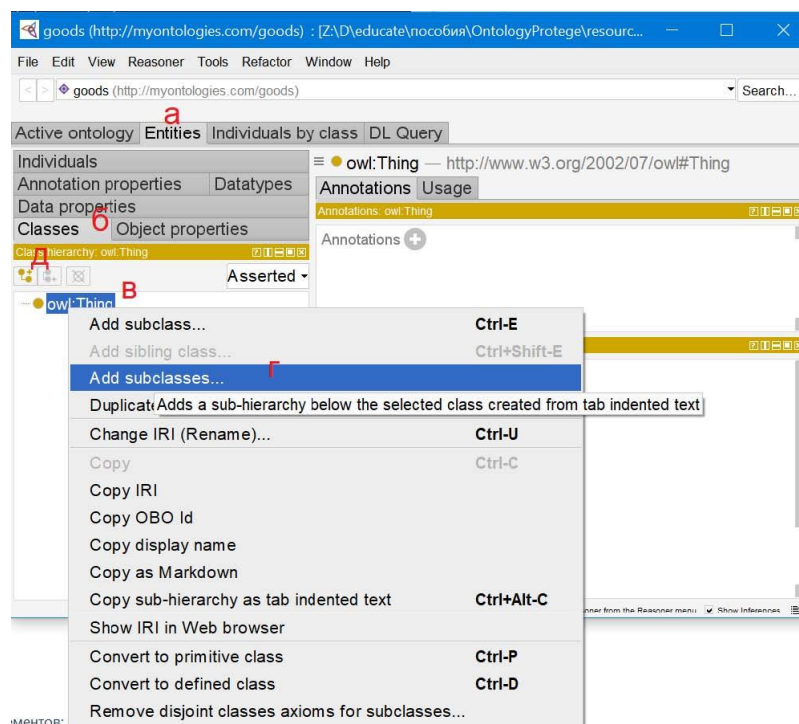 goods (http://myontologies.com/goods) : [Z:\D\educate\пособия\OntologyProtege\resourc...
File Edit View Reasoner Tools Refactor Window Help
< > goods (http://myontologies.com/goods) Search...
а
Active ontology Entities Individuals by class DL Query
Individuals
owl:Thing — http://www.w3.org/2002/07/owl#Thing
Annotation properties Datatypes
Annotations Usage
Data properties
Annotations: owl:Thing
б
Classes Object properties
Annotations
Class hierarchy: owl:Thing
д
Asserted
в
owl:Thing
Add subclass... Ctrl-E
Add sibling class... Ctrl+Shift-E
г
Add subclasses...
Duplicate
Adds a sub-hierarchy below the selected class created from tab indented text
Change IRI (Rename)... Ctrl-U
Copy Ctrl-C
Copy IRI
Copy OBO Id
Copy display name
Copy as Markdown
Copy sub-hierarchy as tab indented text Ctrl+Alt-C
from the Reasoner menu Show Inferences
Show IRI in Web browser
Convert to primitive class Ctrl-P
Convert to defined class Ctrl-D
Remove disjoint classes axioms for subclasses...